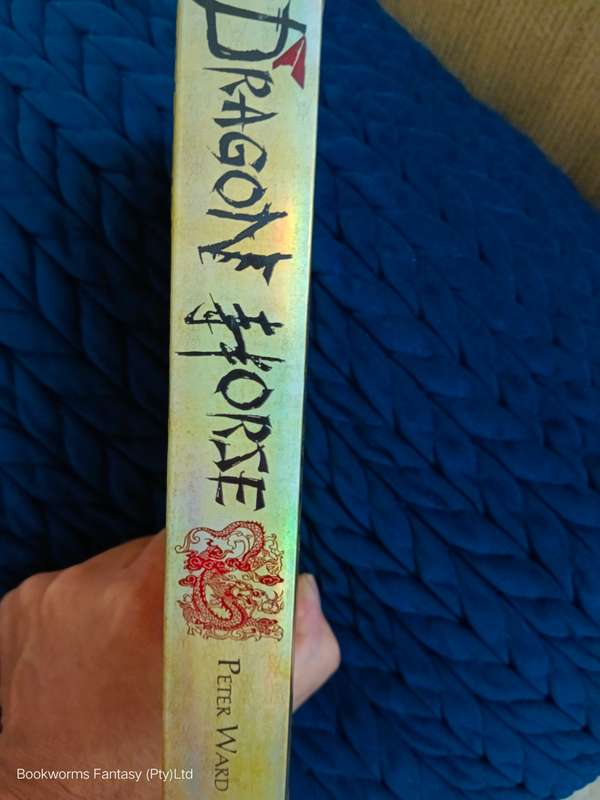 DRAGON HORSE
PETER WARD
Bookworms Fantasy (Pty)Ltd